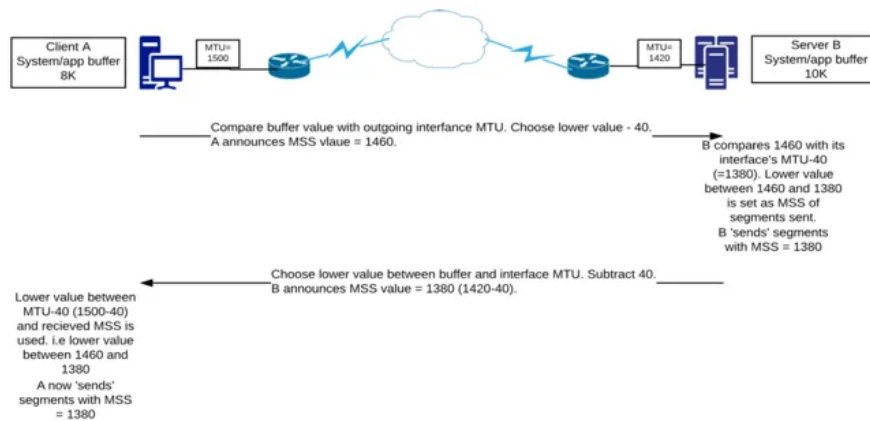 Client A
System/app buffer
8K
MTU=
1500
MTU=
1420
Server B
System/app buffer
10K
Compare buffer value with outgoing interfance MTU. Choose lower value - 40.
A announces MSS vlaue = 1460.
B compares 1460 with its
interface's MTU-40
(=1380). Lower value
between 1460 and 1380
is set as MSS of
segments sent.
B 'sends' segments
with MSS = 1380
Choose lower value between buffer and interface MTU. Subtract 40.
B announces MSS value = 1380 (1420-40).
Lower value between
MTU-40 (1500-40)
and recieved MSS is
used. i.e lower value
between 1460 and
1380
A now 'sends'
segments with MSS
= 1380